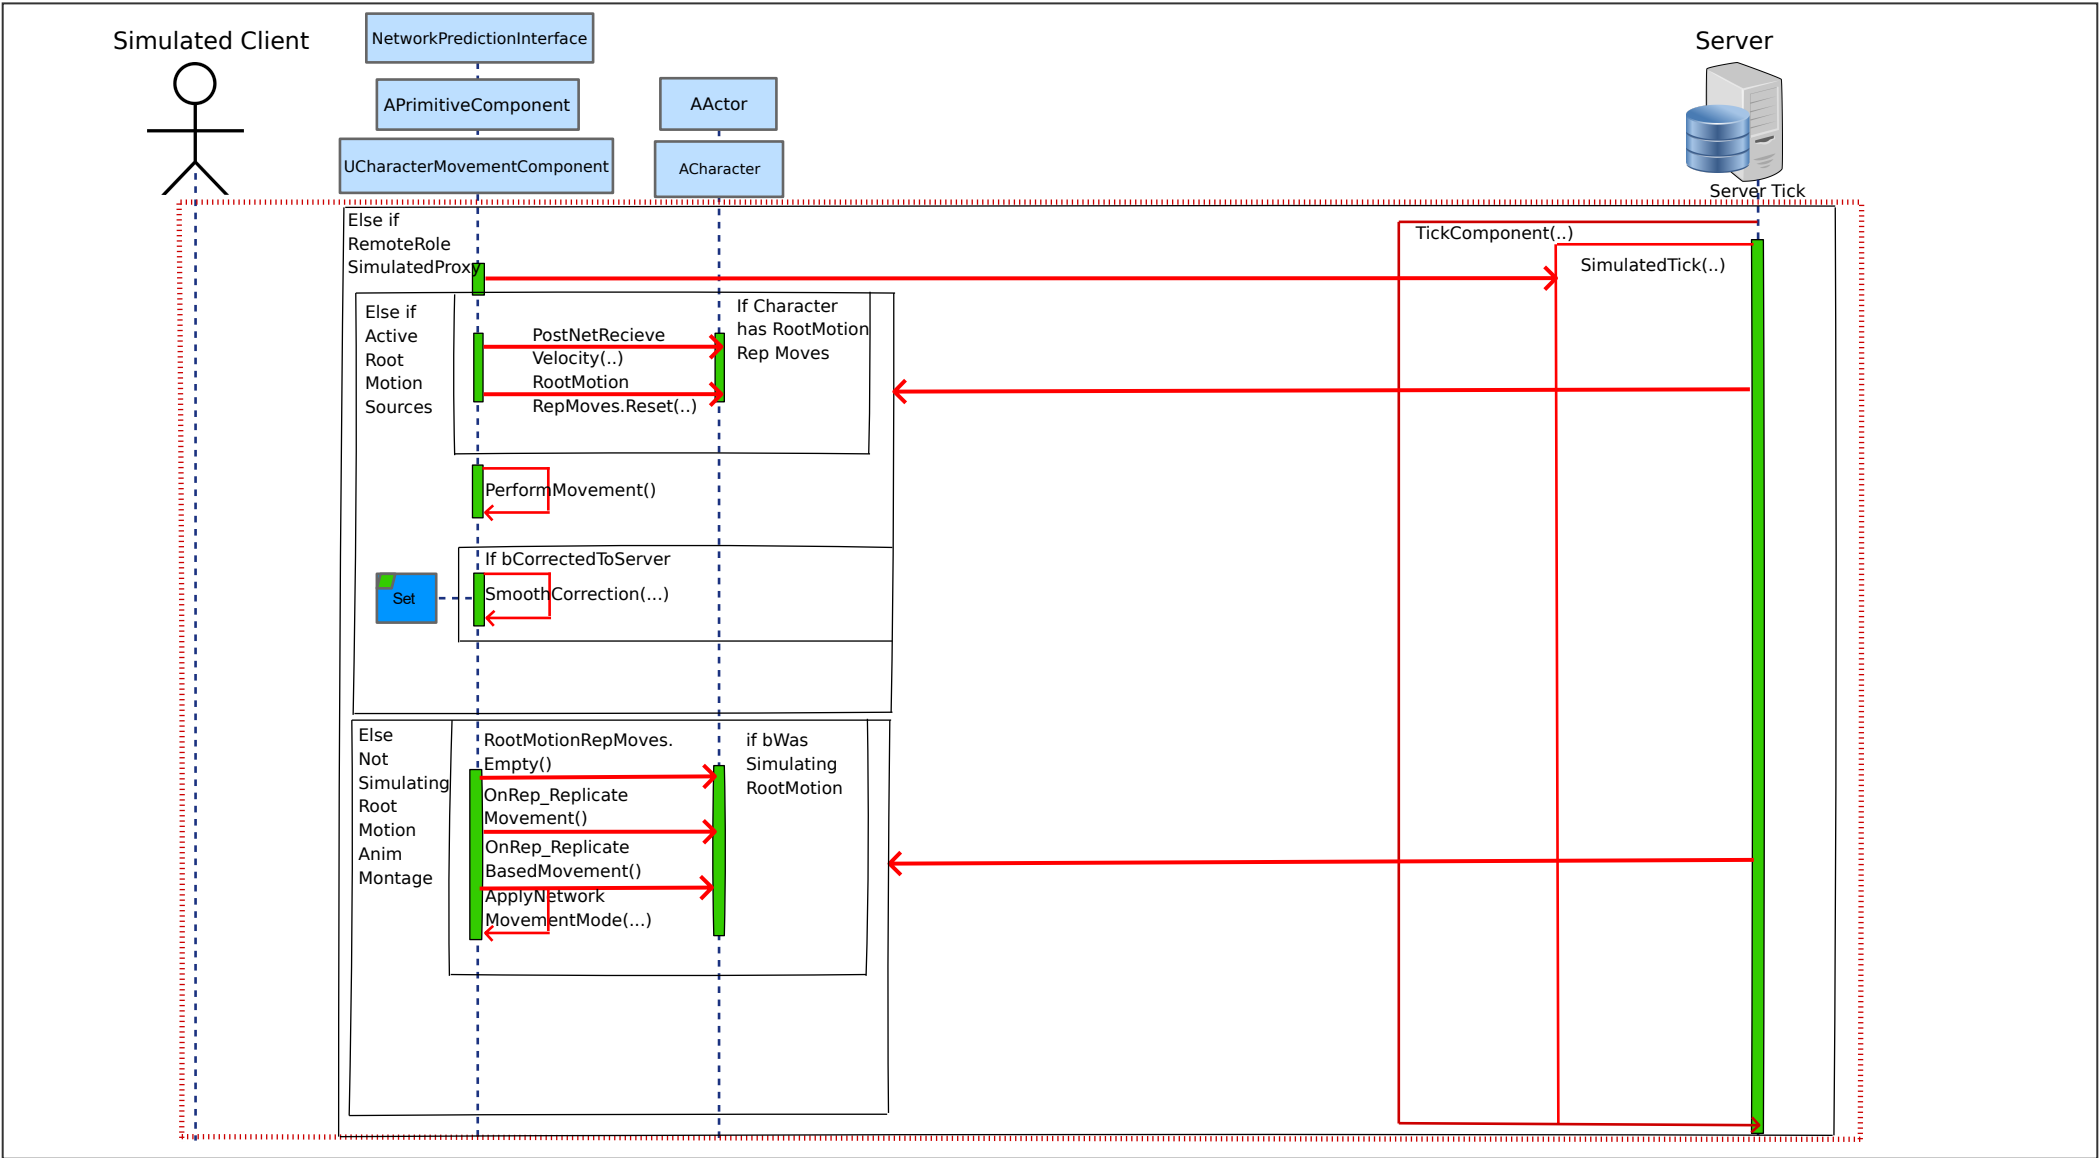 Simulated Client
NetworkPredictionInterface
APrimitiveComponent
UCharacterMovementComponent
AActor
ACharacter
Server
Server Tick
Else if
RemoteRole
SimulatedProxy
TickComponent(..)
SimulatedTick(..)
Else if
Active
Root
Motion
Sources
PostNetRecieve
Velocity(..)
RootMotion
RepMoves.Reset(..)
If Character
has RootMotion
Rep Moves
PerformMovement()
If bCorrectedToServer
SmoothCorrection(...)
Set
Else
Not
Simulating
Root
Motion
Anim
Montage
RootMotionRepMoves.
Empty()
OnRep_Replicate
Movement()
OnRep_Replicate
BasedMovement()
ApplyNetwork
MovementMode(...)
if bWas
Simulating
RootMotion